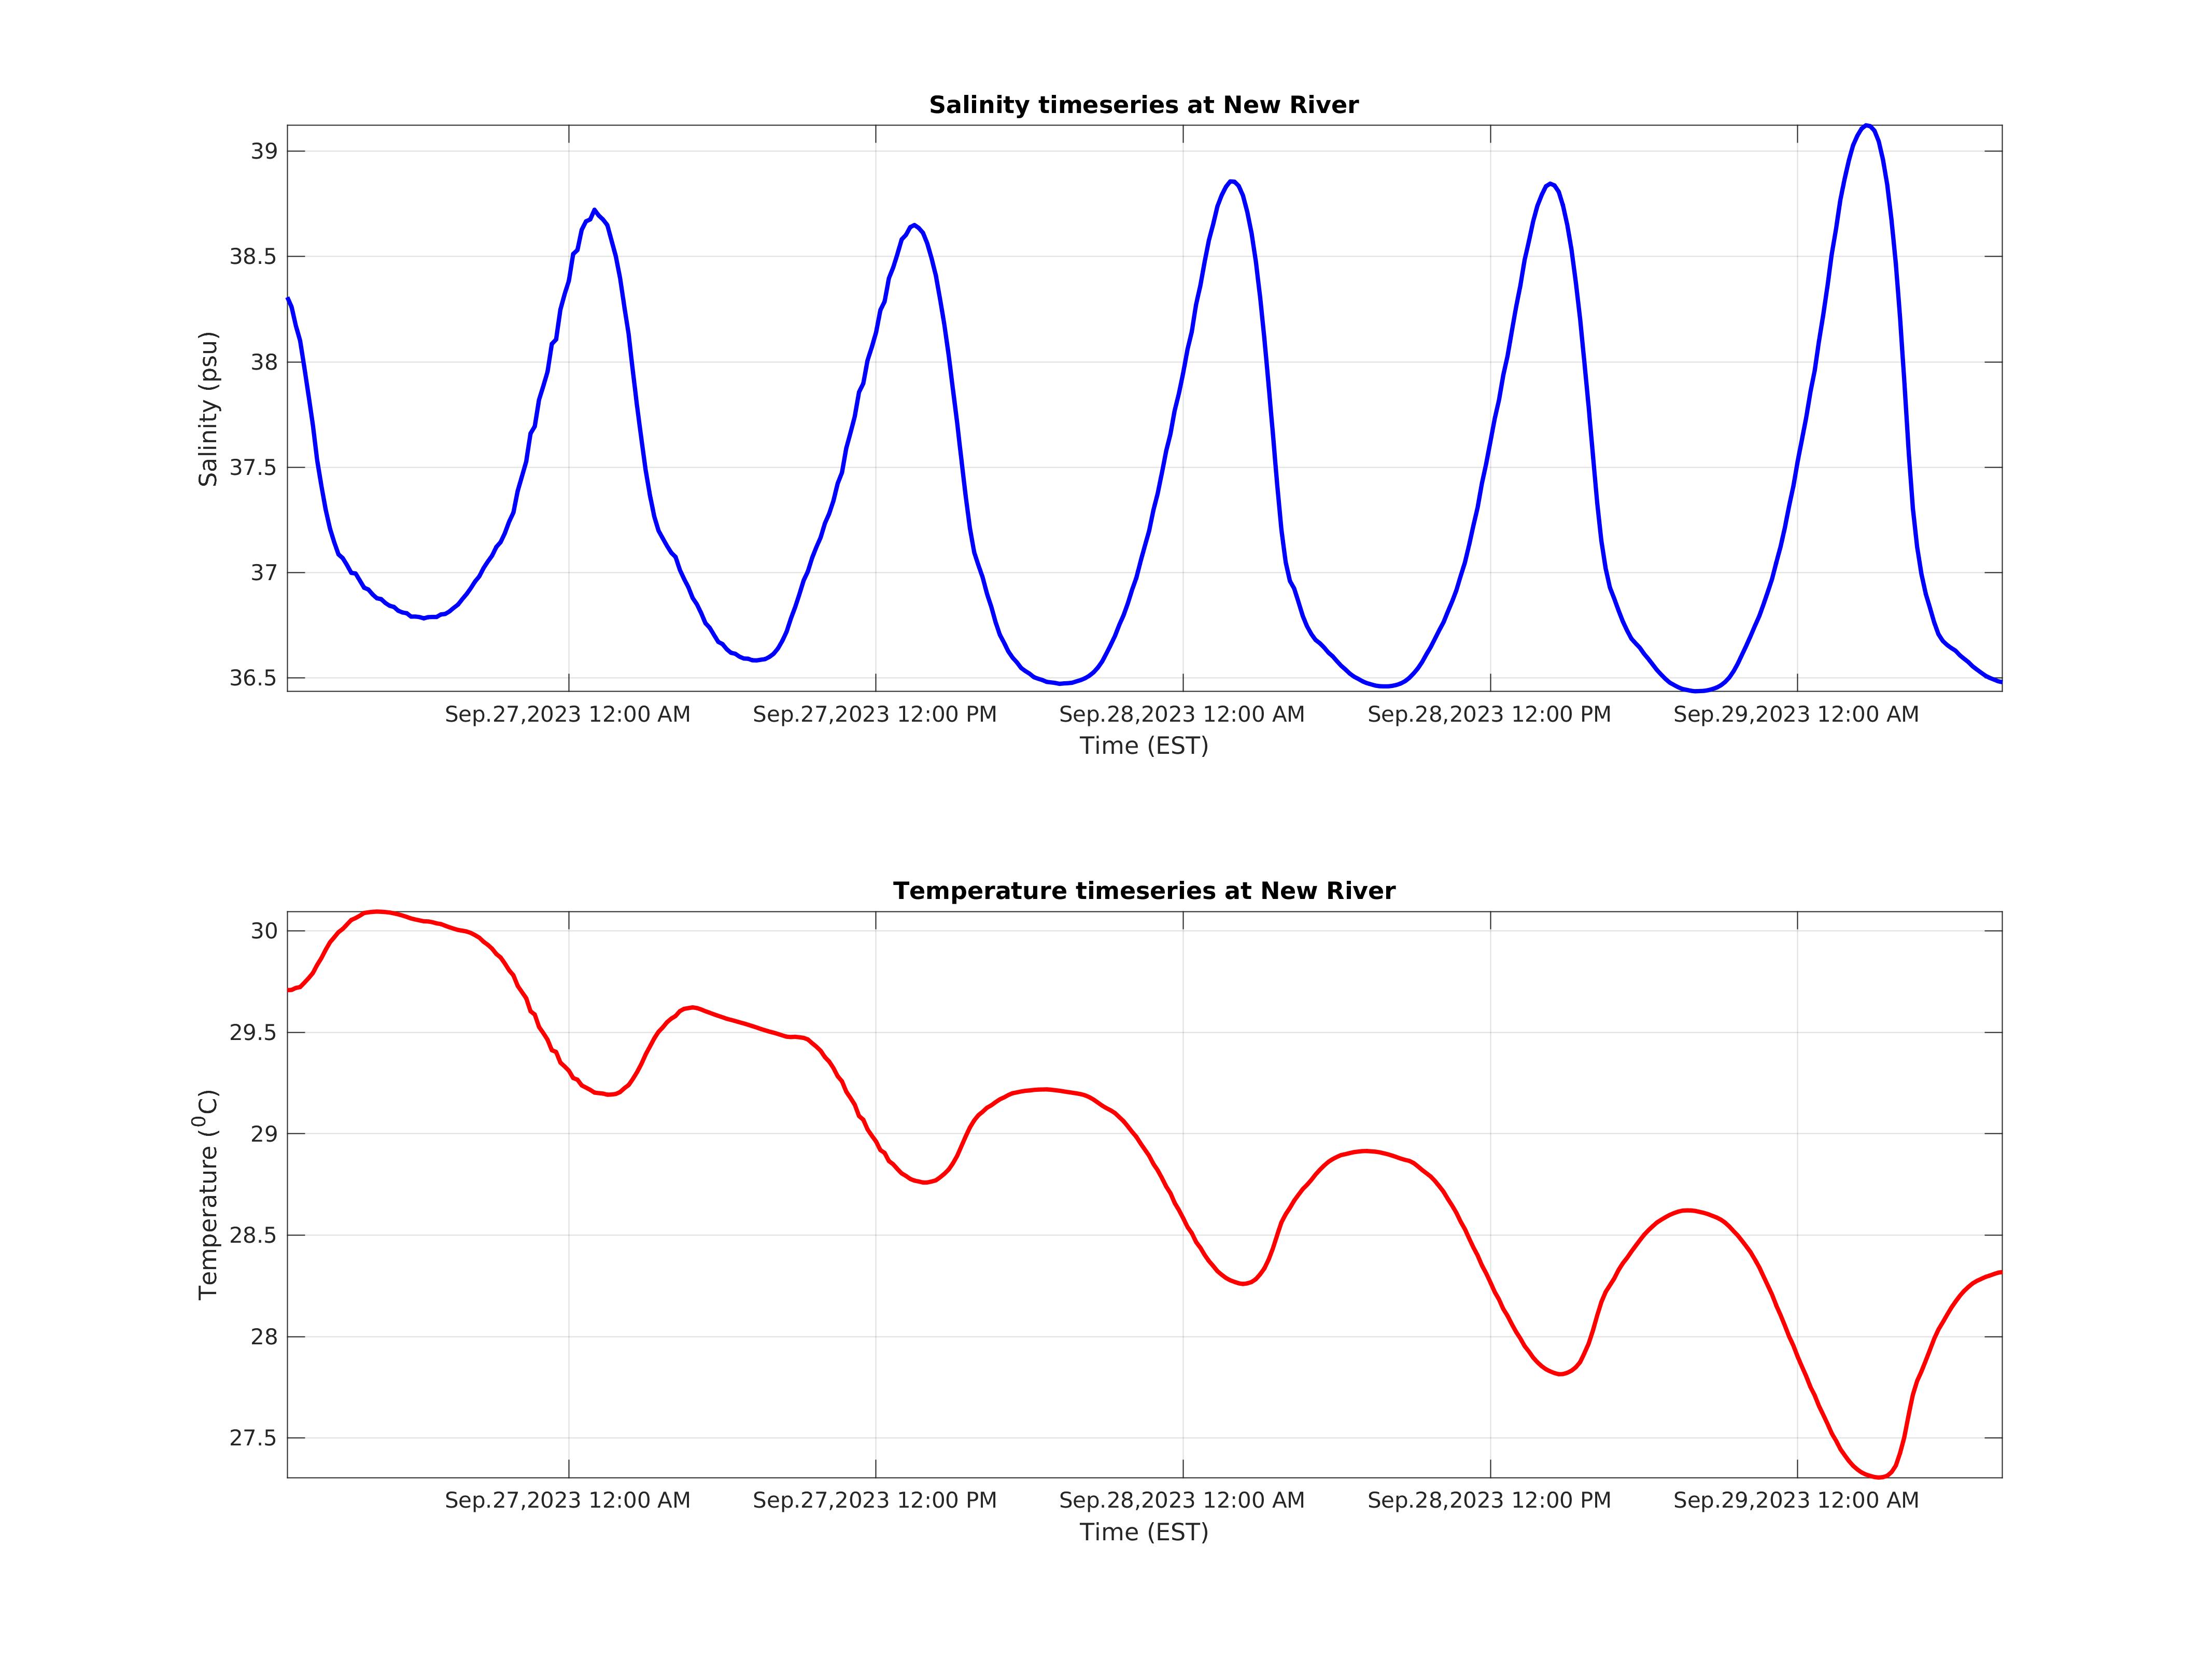 Salinity timeseries at New River
39
38.5
38
37.5
37
36.5
Salinity (psu)
Sep.27,2023 12:00 AM Sep.27,2023 12:00 PM Sep.28,2023 12:00 AM Sep.28,2023 12:00 PM Sep.29,2023 12:00 AM
Time (EST)
Temperature timeseries at New River
30
29.5
29
28.5
28
27.5
Temperature (⁰C)
Sep.27,2023 12:00 AM Sep.27,2023 12:00 PM Sep.28,2023 12:00 AM Sep.28,2023 12:00 PM Sep.29,2023 12:00 AM
Time (EST)